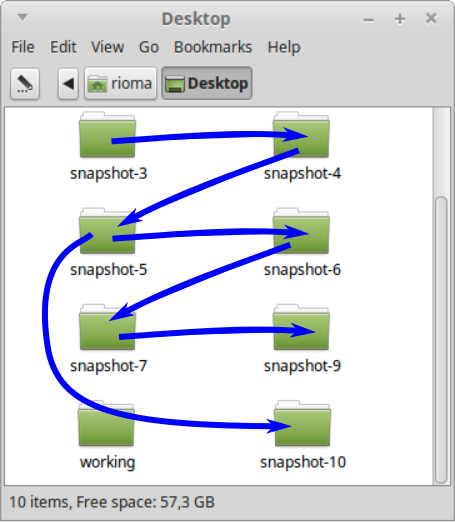 Desktop
File Edit View Go Bookmarks Help
rioma Desktop
snapshot-3 snapshot-4
snapshot-5 snapshot-6
snapshot-7 snapshot-9
working snapshot-10
10 items, Free space: 57,3 GB